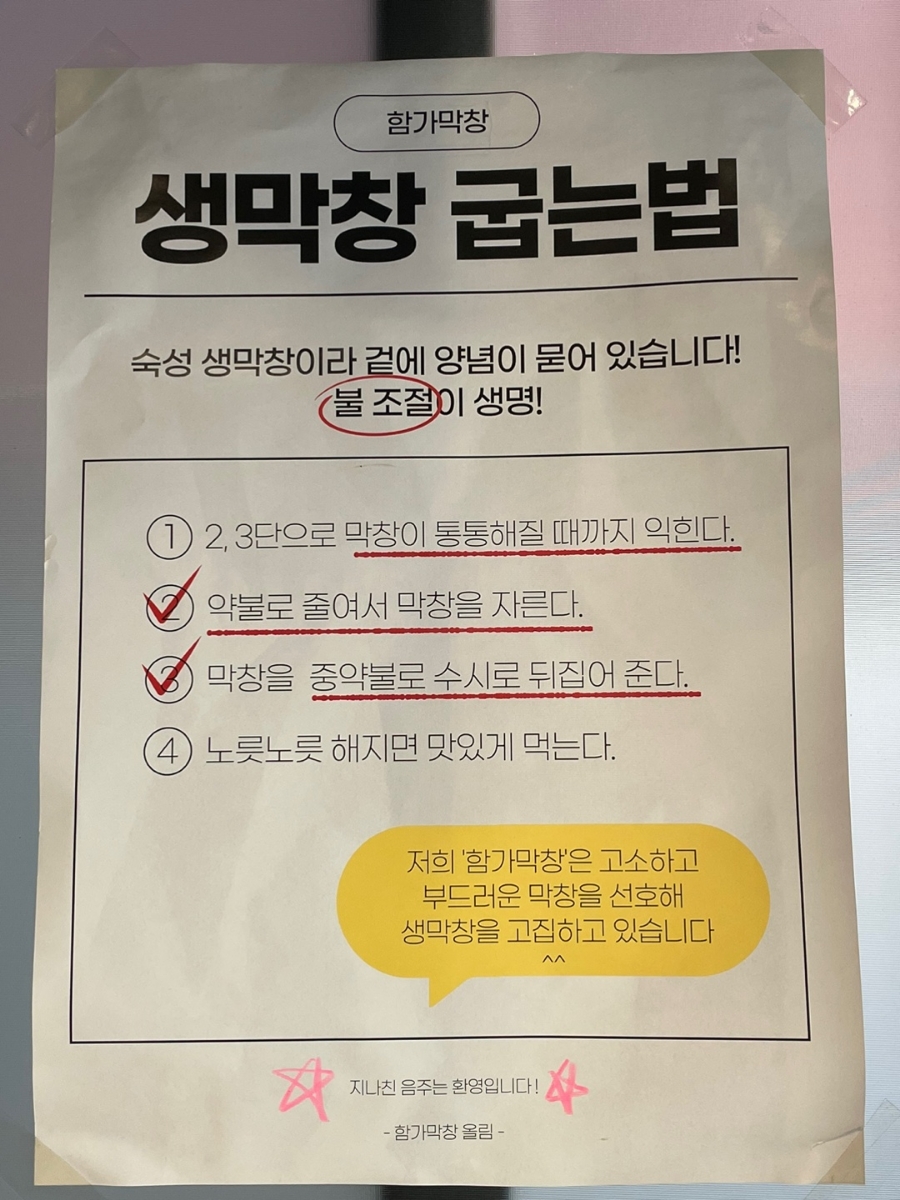 함가막창
생막창 굽는법
숙성 생막창이라 겉에 양념이 묻어 있습니다!
불 조절이 생명!
① 2, 3단으로 막창이 통통해질 때까지 익힌다.
② 약불로 줄여서 막창을 자른다.
③ 막창을 중약불로 수시로 뒤집어 준다.
④ 노릇노릇 해지면 맛있게 먹는다.
저희 '함가막창'은 고소하고
부드러운 막창을 선호해
생막창을 고집하고 있습니다
^^
지나친 음주는 환영입니다!
- 함가막창 올림 -